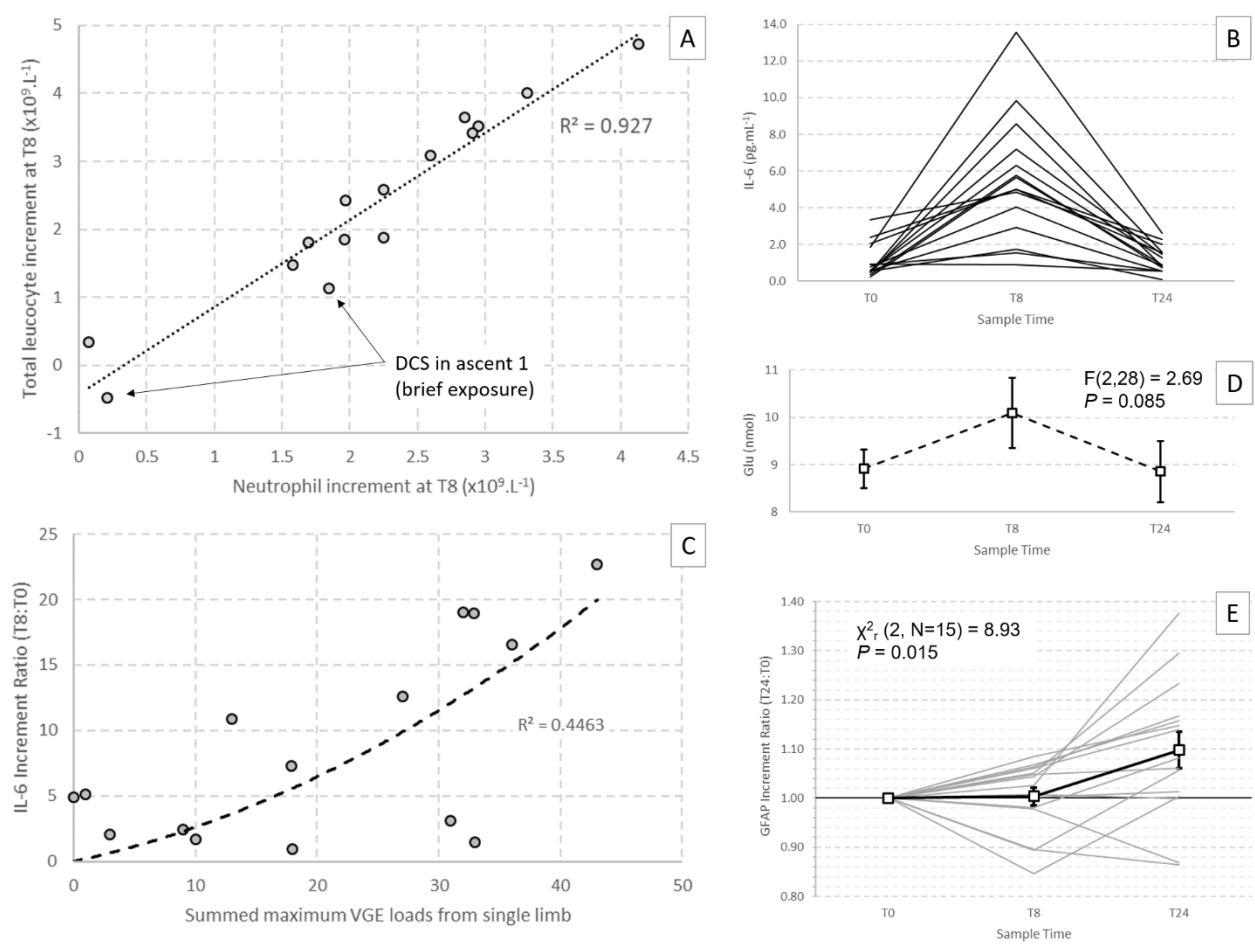 A
Total leucocyte increment at T8 (x10⁹.L⁻¹)
5
4
3
2
1
0
-1
R² = 0.927
DCS in ascent 1
(brief exposure)
0 0.5 1 1.5 2 2.5 3 3.5 4 4.5
Neutrophil increment at T8 (x10⁹.L⁻¹)
B
IL-6 (pg.mL⁻¹)
14.0
12.0
10.0
8.0
6.0
4.0
2.0
0.0
T0 T8 T24
Sample Time
C
IL-6 Increment Ratio (T8:T0)
25
20
15
10
5
0
R² = 0.4463
0 10 20 30 40 50
Summed maximum VGE loads from single limb
D
Glu (nmol)
11
10
9
8
F(2,28) = 2.69
P = 0.085
T0 T8 T24
Sample Time
E
GFAP Increment Ratio (T24:T0)
1.40
1.30
1.20
1.10
1.00
0.90
0.80
χ²ᵣ (2, N=15) = 8.93
P = 0.015
T0 T8 T24
Sample Time